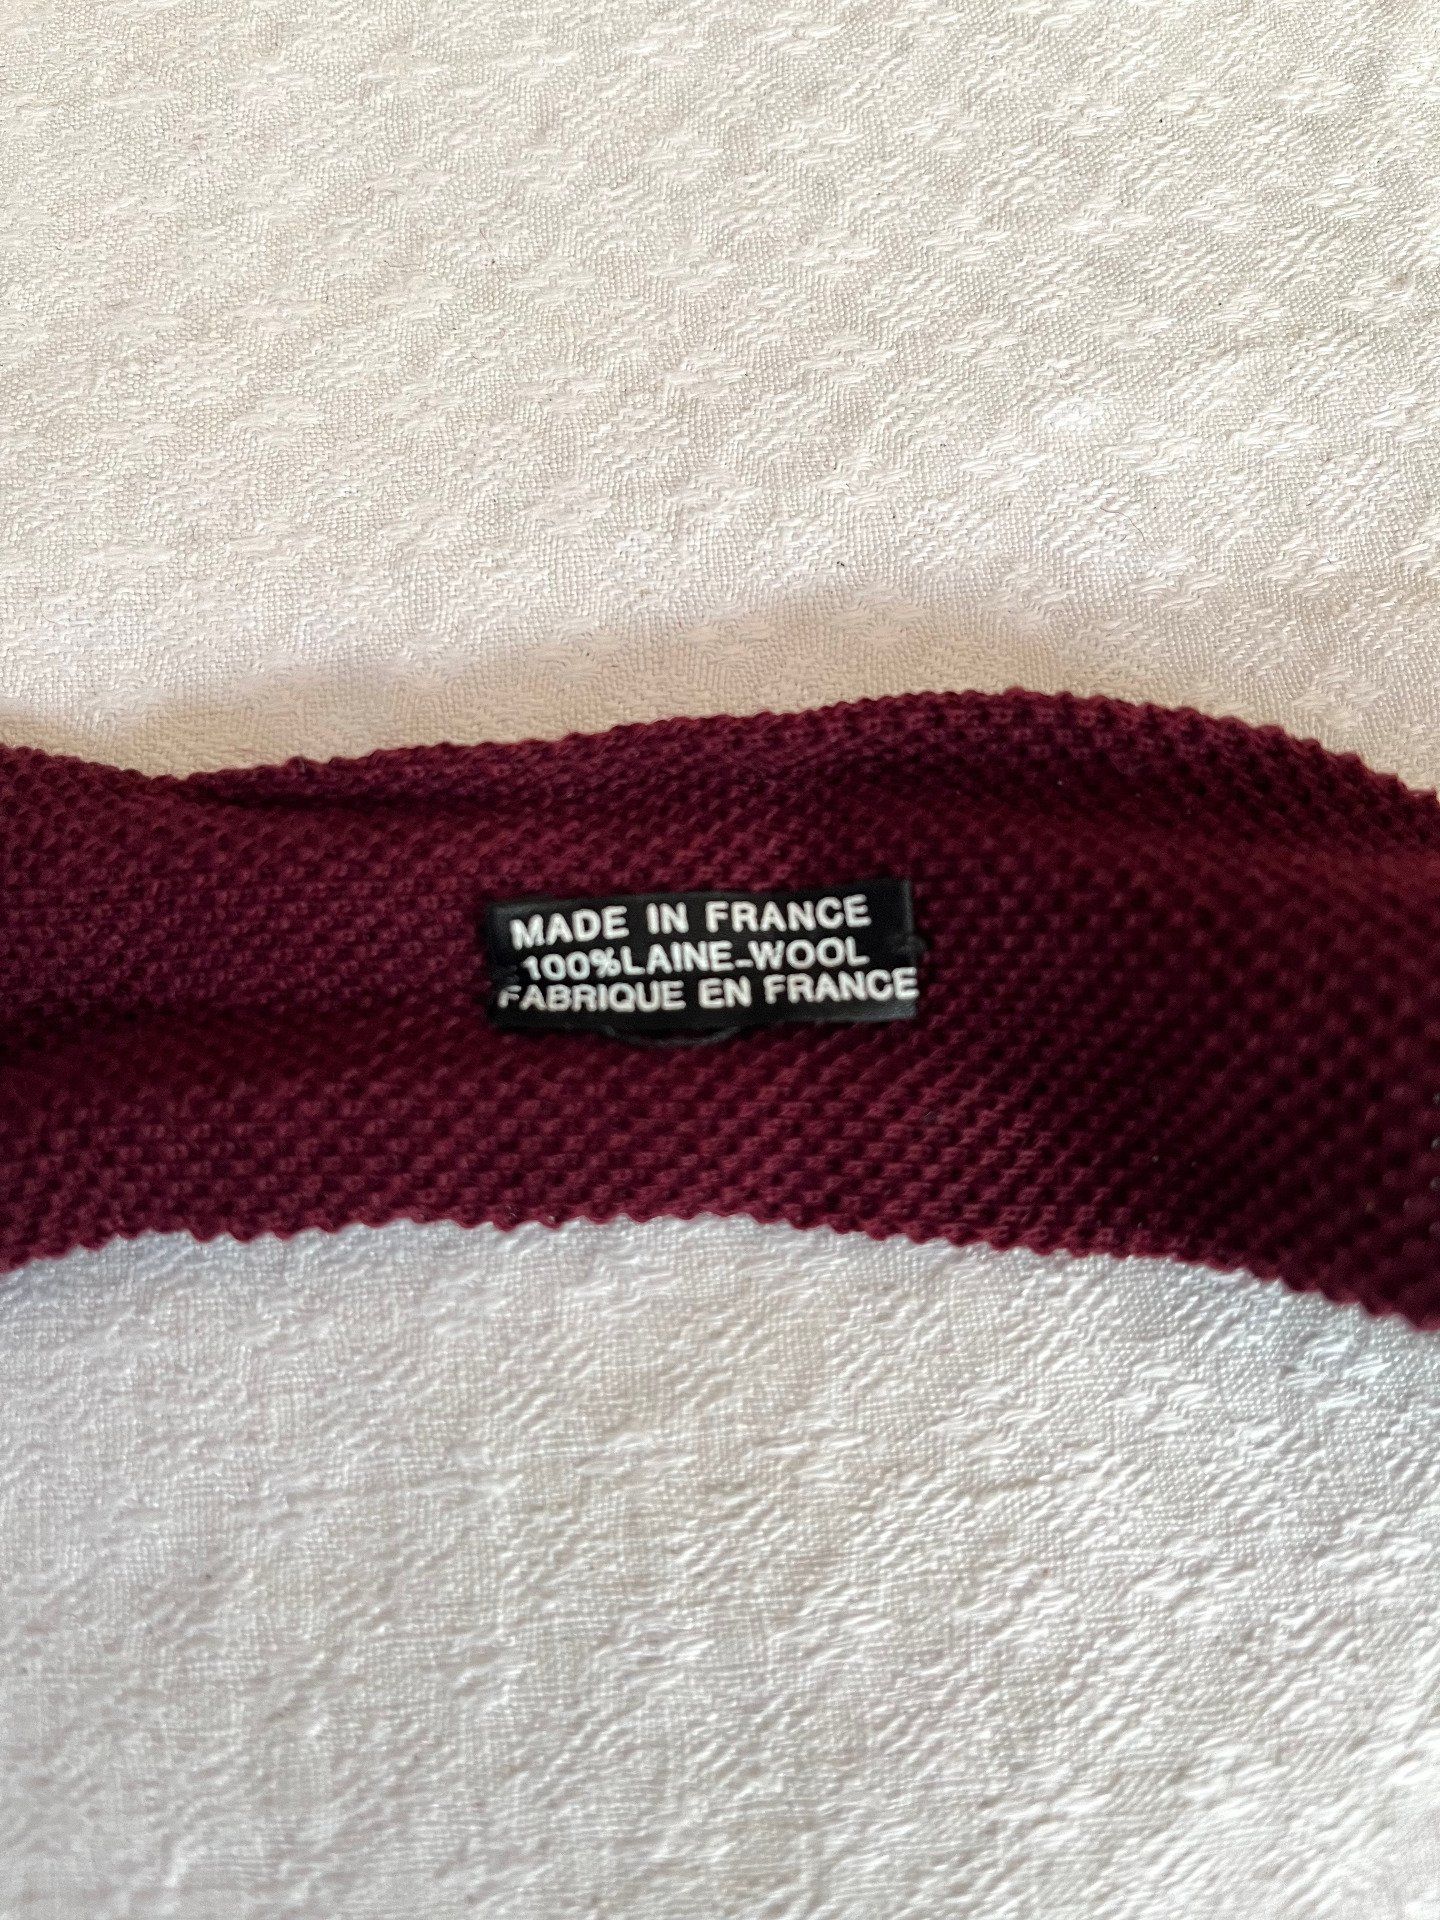 MADE IN FRANCE
100%LAINE-WOOL
FABRIQUE EN FRANCE